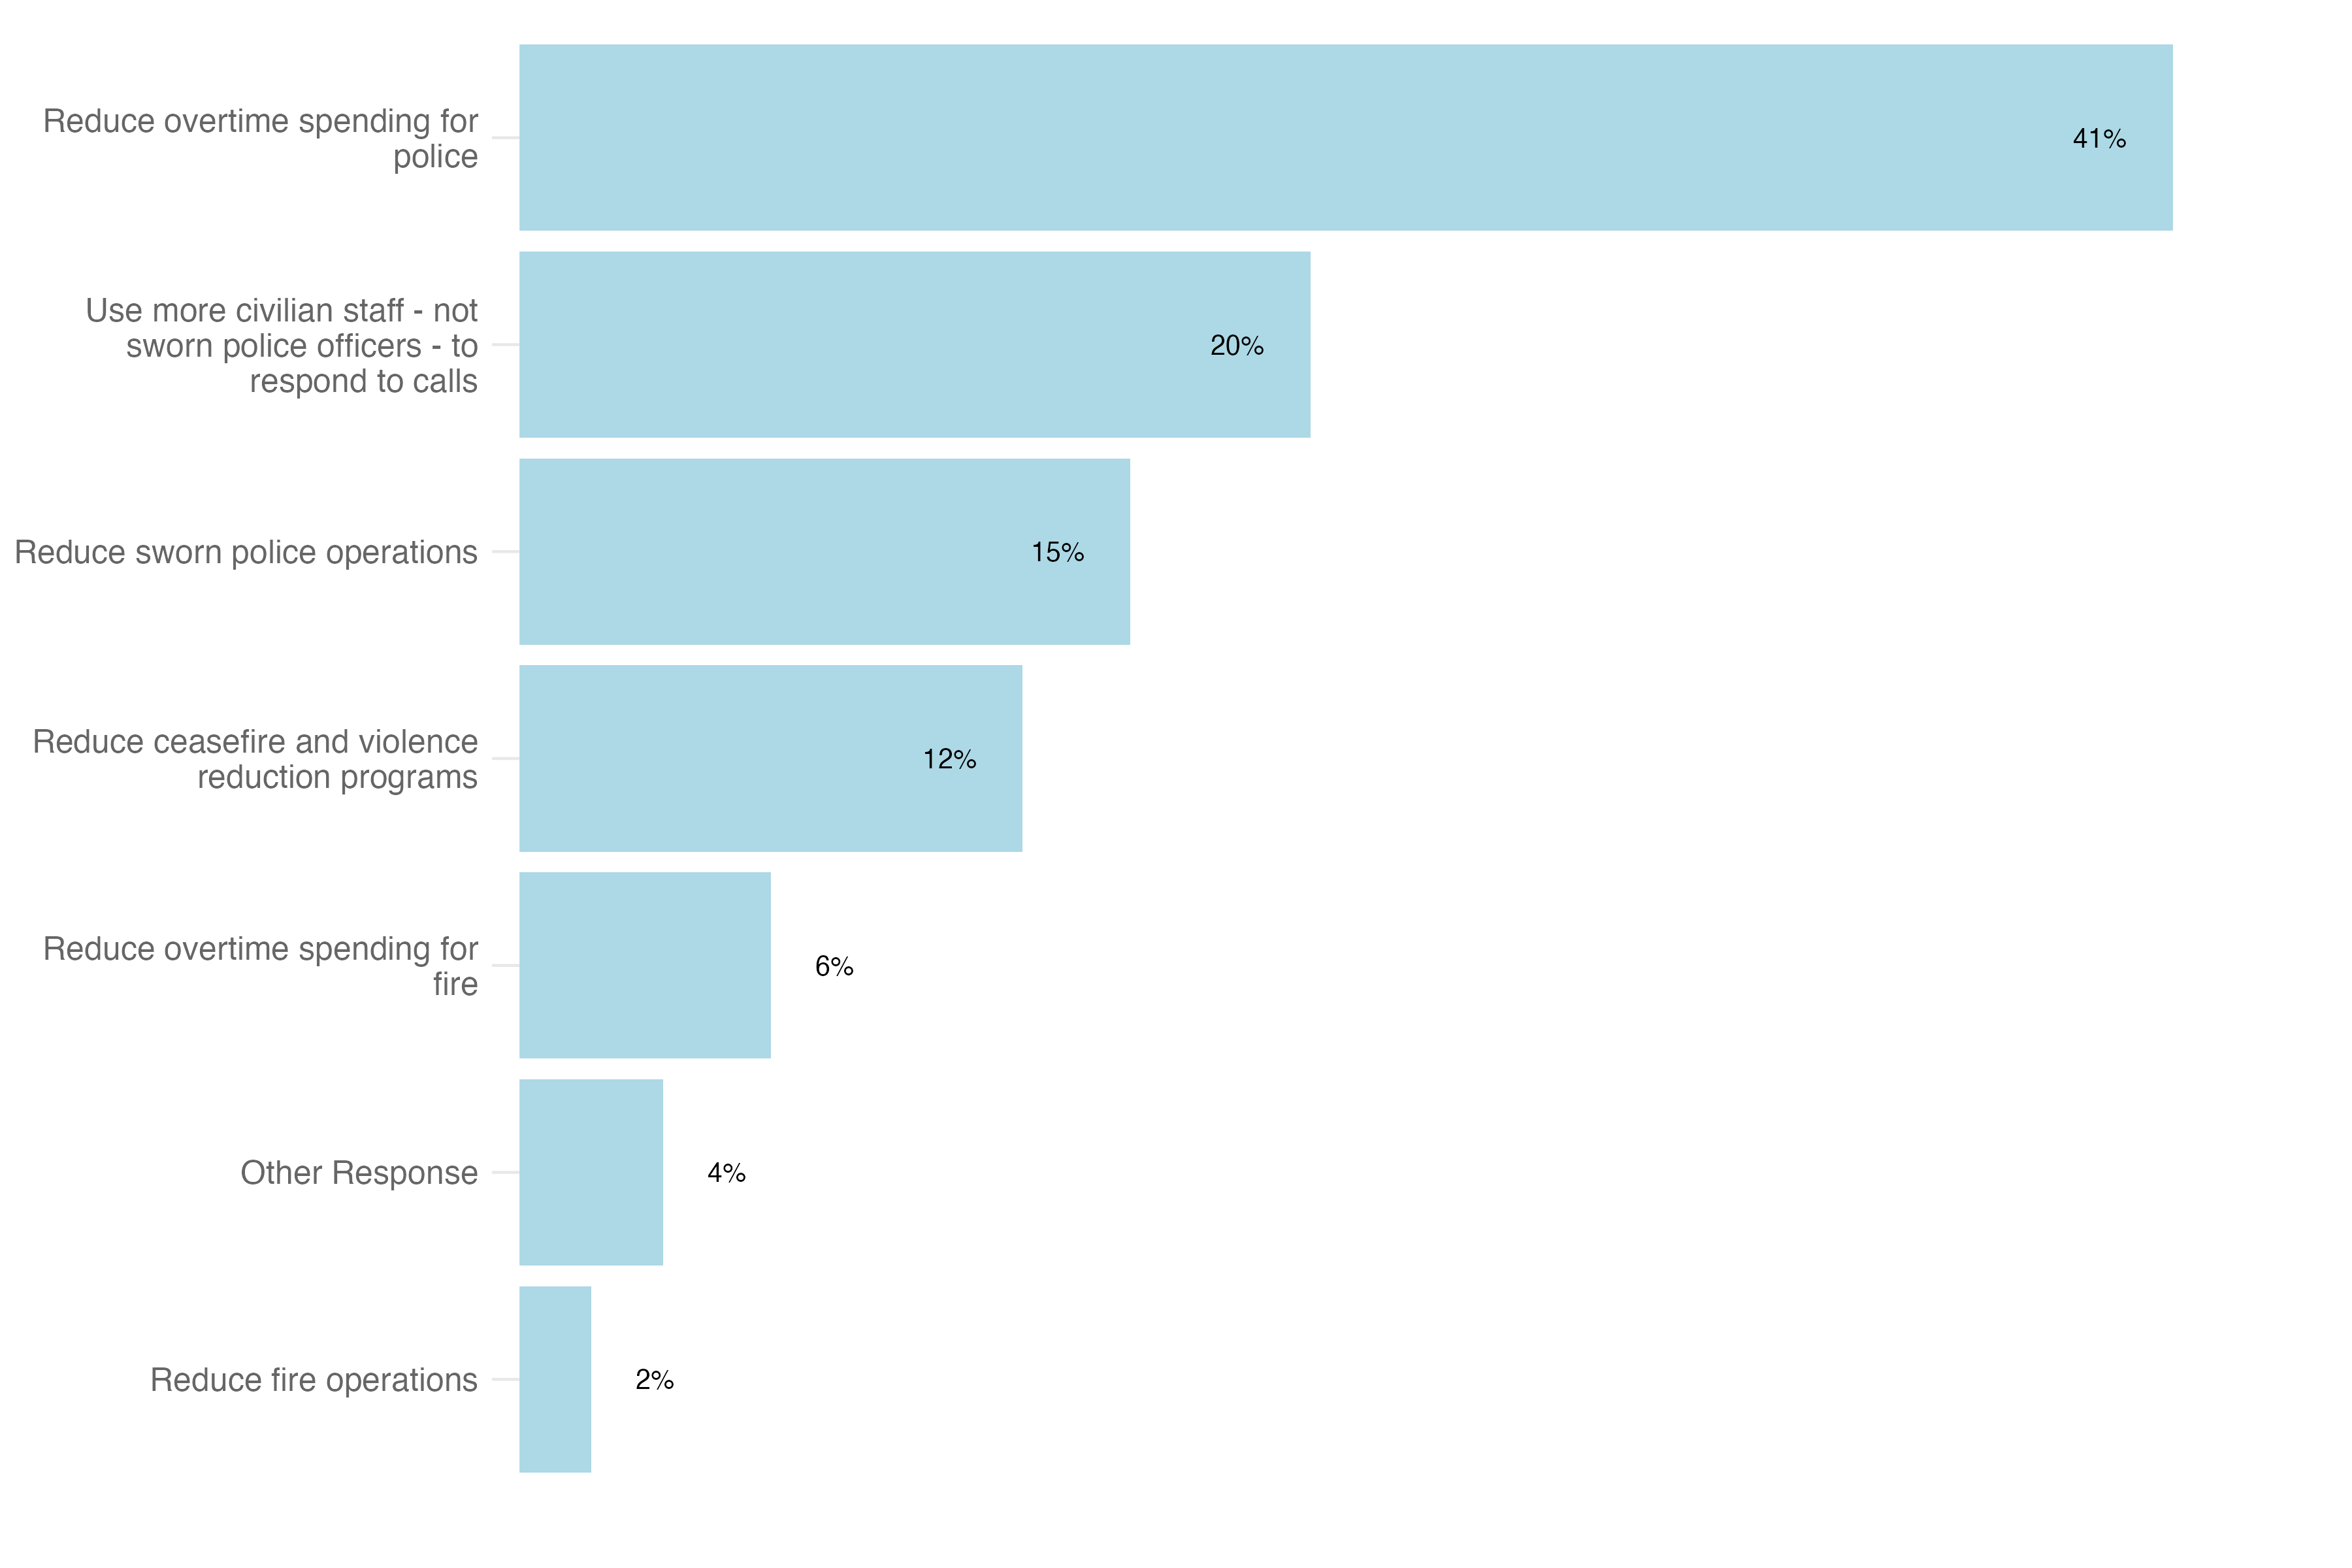 Reduce overtime spending for
police
41%
Use more civilian staff - not
sworn police officers - to
respond to calls
20%
Reduce sworn police operations
15%
Reduce ceasefire and violence
reduction programs
12%
Reduce overtime spending for
fire
6%
Other Response
4%
Reduce fire operations
2%